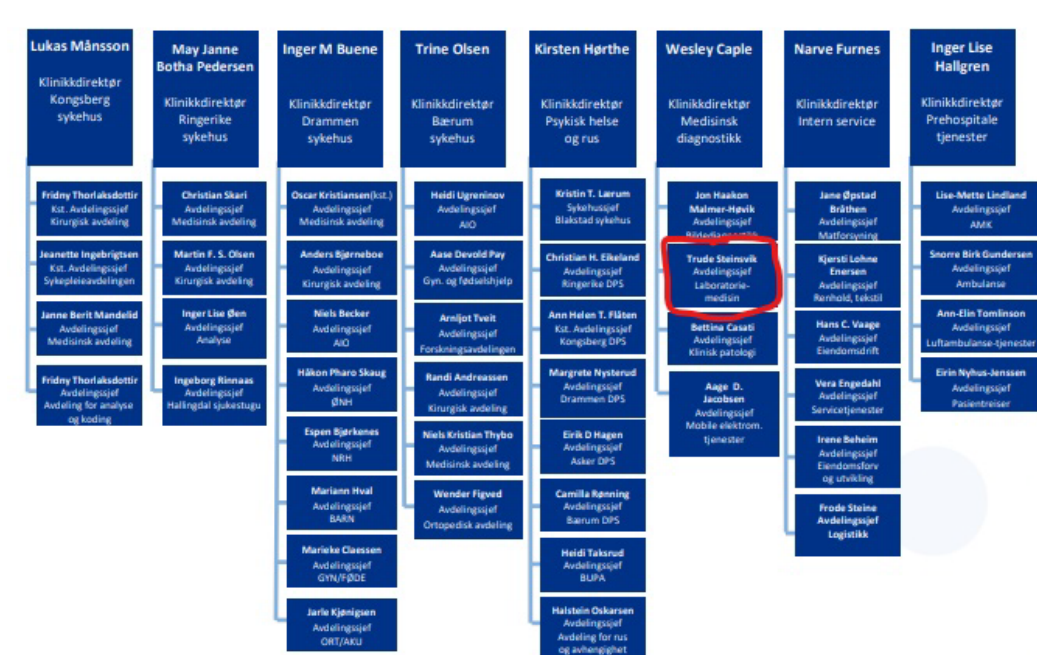 Lukas Månsson
Klinikkdirektør
Kongsberg
sykehus
Fridny Thorlaksdottir
Kst. Avdelingssjef
Kirurgisk avdeling
Jeanette Ingebrigtsen
Kst. Avdelingssjef
Sykepleieavdelingen
Janne Berit Mandelid
Avdelingssjef
Medisinsk avdeling
Fridny Thorlaksdottir
Avdelingssjef
Avdeling for analyse
og koding
May Janne
Botha Pedersen
Klinikkdirektør
Ringerike
sykehus
Christian Skari
Avdelingssjef
Medisinsk avdeling
Martin F. S. Olsen
Avdelingssjef
Kirurgisk avdeling
Inger Lise Øen
Avdelingssjef
Analyse
Ingeborg Rinnaas
Avdelingssjef
Hallingdal sjukestugu
Inger M Buene
Klinikkdirektør
Drammen
sykehus
Oscar Kristiansen(kst.)
Avdelingssjef
Medisinsk avdeling
Anders Bjørneboe
Avdelingssjef
Kirurgisk avdeling
Niels Becker
Avdelingssjef
AIO
Håkon Pharo Skaug
Avdelingssjef
ØNH
Espen Bjørkenes
Avdelingssjef
NRH
Mariann Hval
Avdelingssjef
BARN
Marieke Claessen
Avdelingssjef
GYN/FØDE
Jarle Kjønigsen
Avdelingssjef
ORT/AKU
Trine Olsen
Klinikkdirektør
Bærum
sykehus
Heidi Ugreninov
Avdelingssjef
AIO
Aase Devold Pay
Avdelingssjef
Gyn. og fødselshjelp
Arnljot Tveit
Avdelingssjef
Forskningsavdelingen
Randi Andreassen
Avdelingssjef
Kirurgisk avdeling
Niels Kristian Thybo
Avdelingssjef
Medisinsk avdeling
Wender Figved
Avdelingssjef
Ortopedisk avdeling
Kirsten Hørthe
Klinikkdirektør
Psykisk helse
og rus
Kristin T. Lærum
Sykehussjef
Blakstad sykehus
Christian H. Eikeland
Avdelingssjef
Ringerike DPS
Ann Helen T. Flåten
Kst. Avdelingssjef
Kongsberg DPS
Margrete Nysterud
Avdelingssjef
Drammen DPS
Eirik D Hagen
Avdelingssjef
Asker DPS
Camilla Rønning
Avdelingssjef
Bærum DPS
Heidi Taksrud
Avdelingssjef
BUPA
Halstein Oskarsen
Avdelingssjef
Avdeling for rus
og avhengighet
Wesley Caple
Klinikkdirektør
Medisinsk
diagnostikk
Jon Haakon
Malmer-Høvik
Avdelingssjef
Bildediagnostikk
Trude Steinsvik
Avdelingssjef
Laboratorie-
medisin
Bettina Casati
Avdelingssjef
Klinisk patologi
Aage D.
Jacobsen
Avdelingssjef
Mobile elektrom.
tjenester
Narve Furnes
Klinikkdirektør
Intern service
Jane Øpstad
Bråthen
Avdelingssjef
Matforsyning
Kjersti Lohne
Enersen
Avdelingssjef
Renhold, tekstil
Hans C. Vaage
Avdelingssjef
Eiendomsdrift
Vera Engedahl
Avdelingssjef
Servicetjenester
Irene Beheim
Avdelingssjef
Eiendomsforv
og utvikling
Frode Steine
Avdelingssjef
Logistikk
Inger Lise
Hallgren
Klinikkdirektør
Prehospitale
tjenester
Lise-Mette Lindland
Avdelingssjef
AMK
Snorre Birk Gundersen
Avdelingssjef
Ambulanse
Ann-Elin Tomlinson
Avdelingssjef
Luftambulanse-tjenester
Eirin Nyhus-Jenssen
Avdelingssjef
Pasientreiser